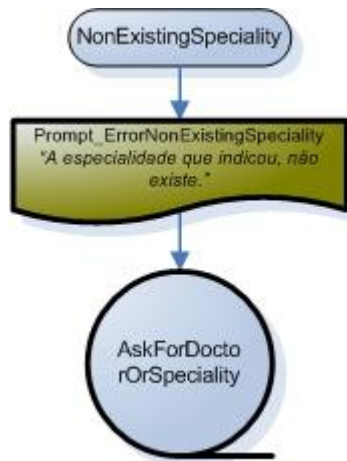 NonExistingSpeciality
Prompt_ErrorNonExistingSpeciality
"A especialidade que indicou, não
existe."
AskForDocto
rOrSpeciality